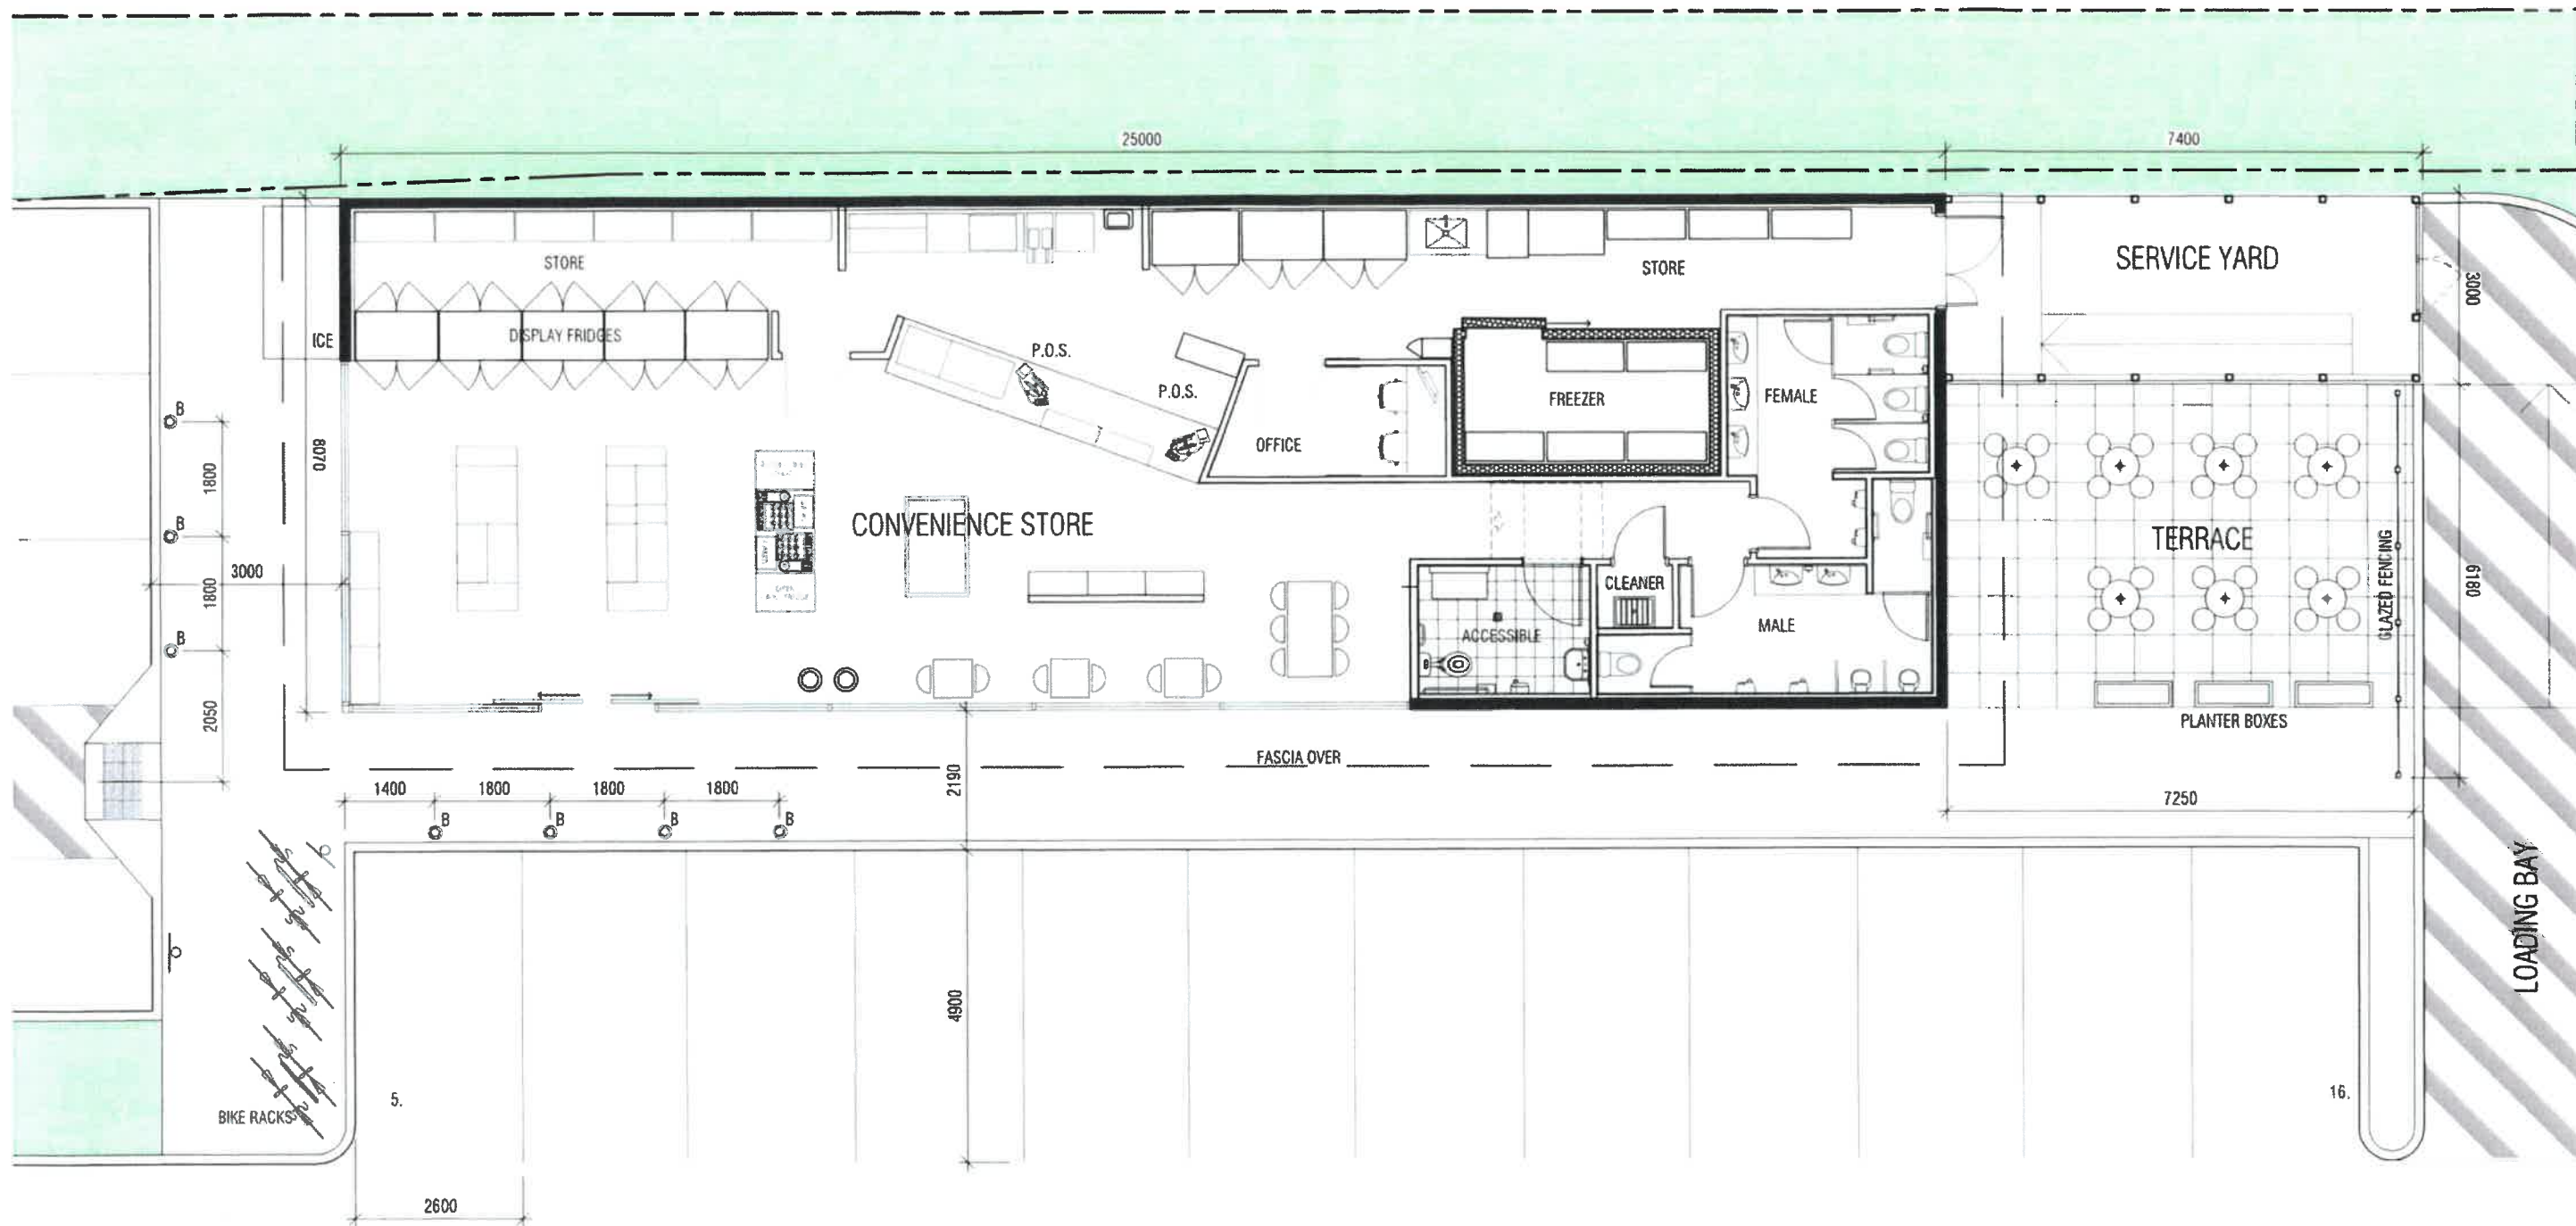 25000
7400
STORE
STORE
SERVICE YARD
3000
ICE
DISPLAY FRIDGES
P.O.S.
P.O.S.
FREEZER
FEMALE
OFFICE
B
8070
1800
B
CONVENIENCE STORE
TERRACE
GLAZED FENCING
6180
3000
1800
CLEANER
B
ACCESSIBLE
MALE
2050
PLANTER BOXES
FASCIA OVER
2190
1400
1800
1800
1800
7250
B
B
B
B
LOADING BAY
4900
5.
16.
BIKE RACKS
2600